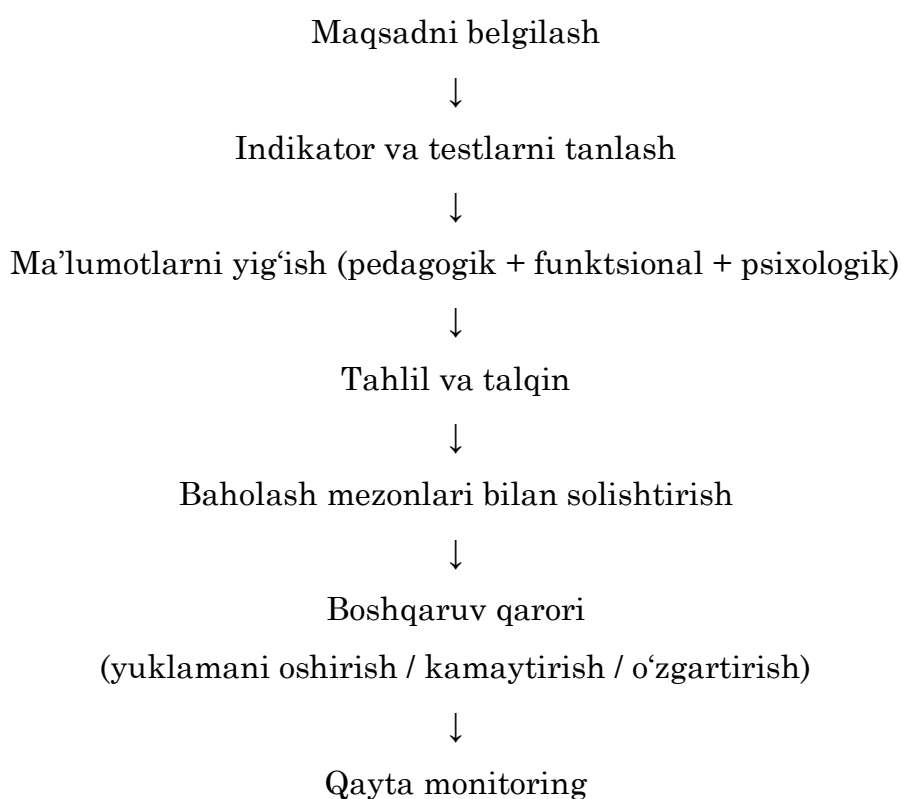 Maqsadni belgilash
↓
Indikator va testlarni tanlash
↓
Ma’lumotlarni yig‘ish (pedagogik + funktsional + psixologik)
↓
Tahlil va talqin
↓
Baholash mezonlari bilan solishtirish
↓
Boshqaruv qarori
(yuklamani oshirish / kamaytirish / o‘zgartirish)
↓
Qayta monitoring